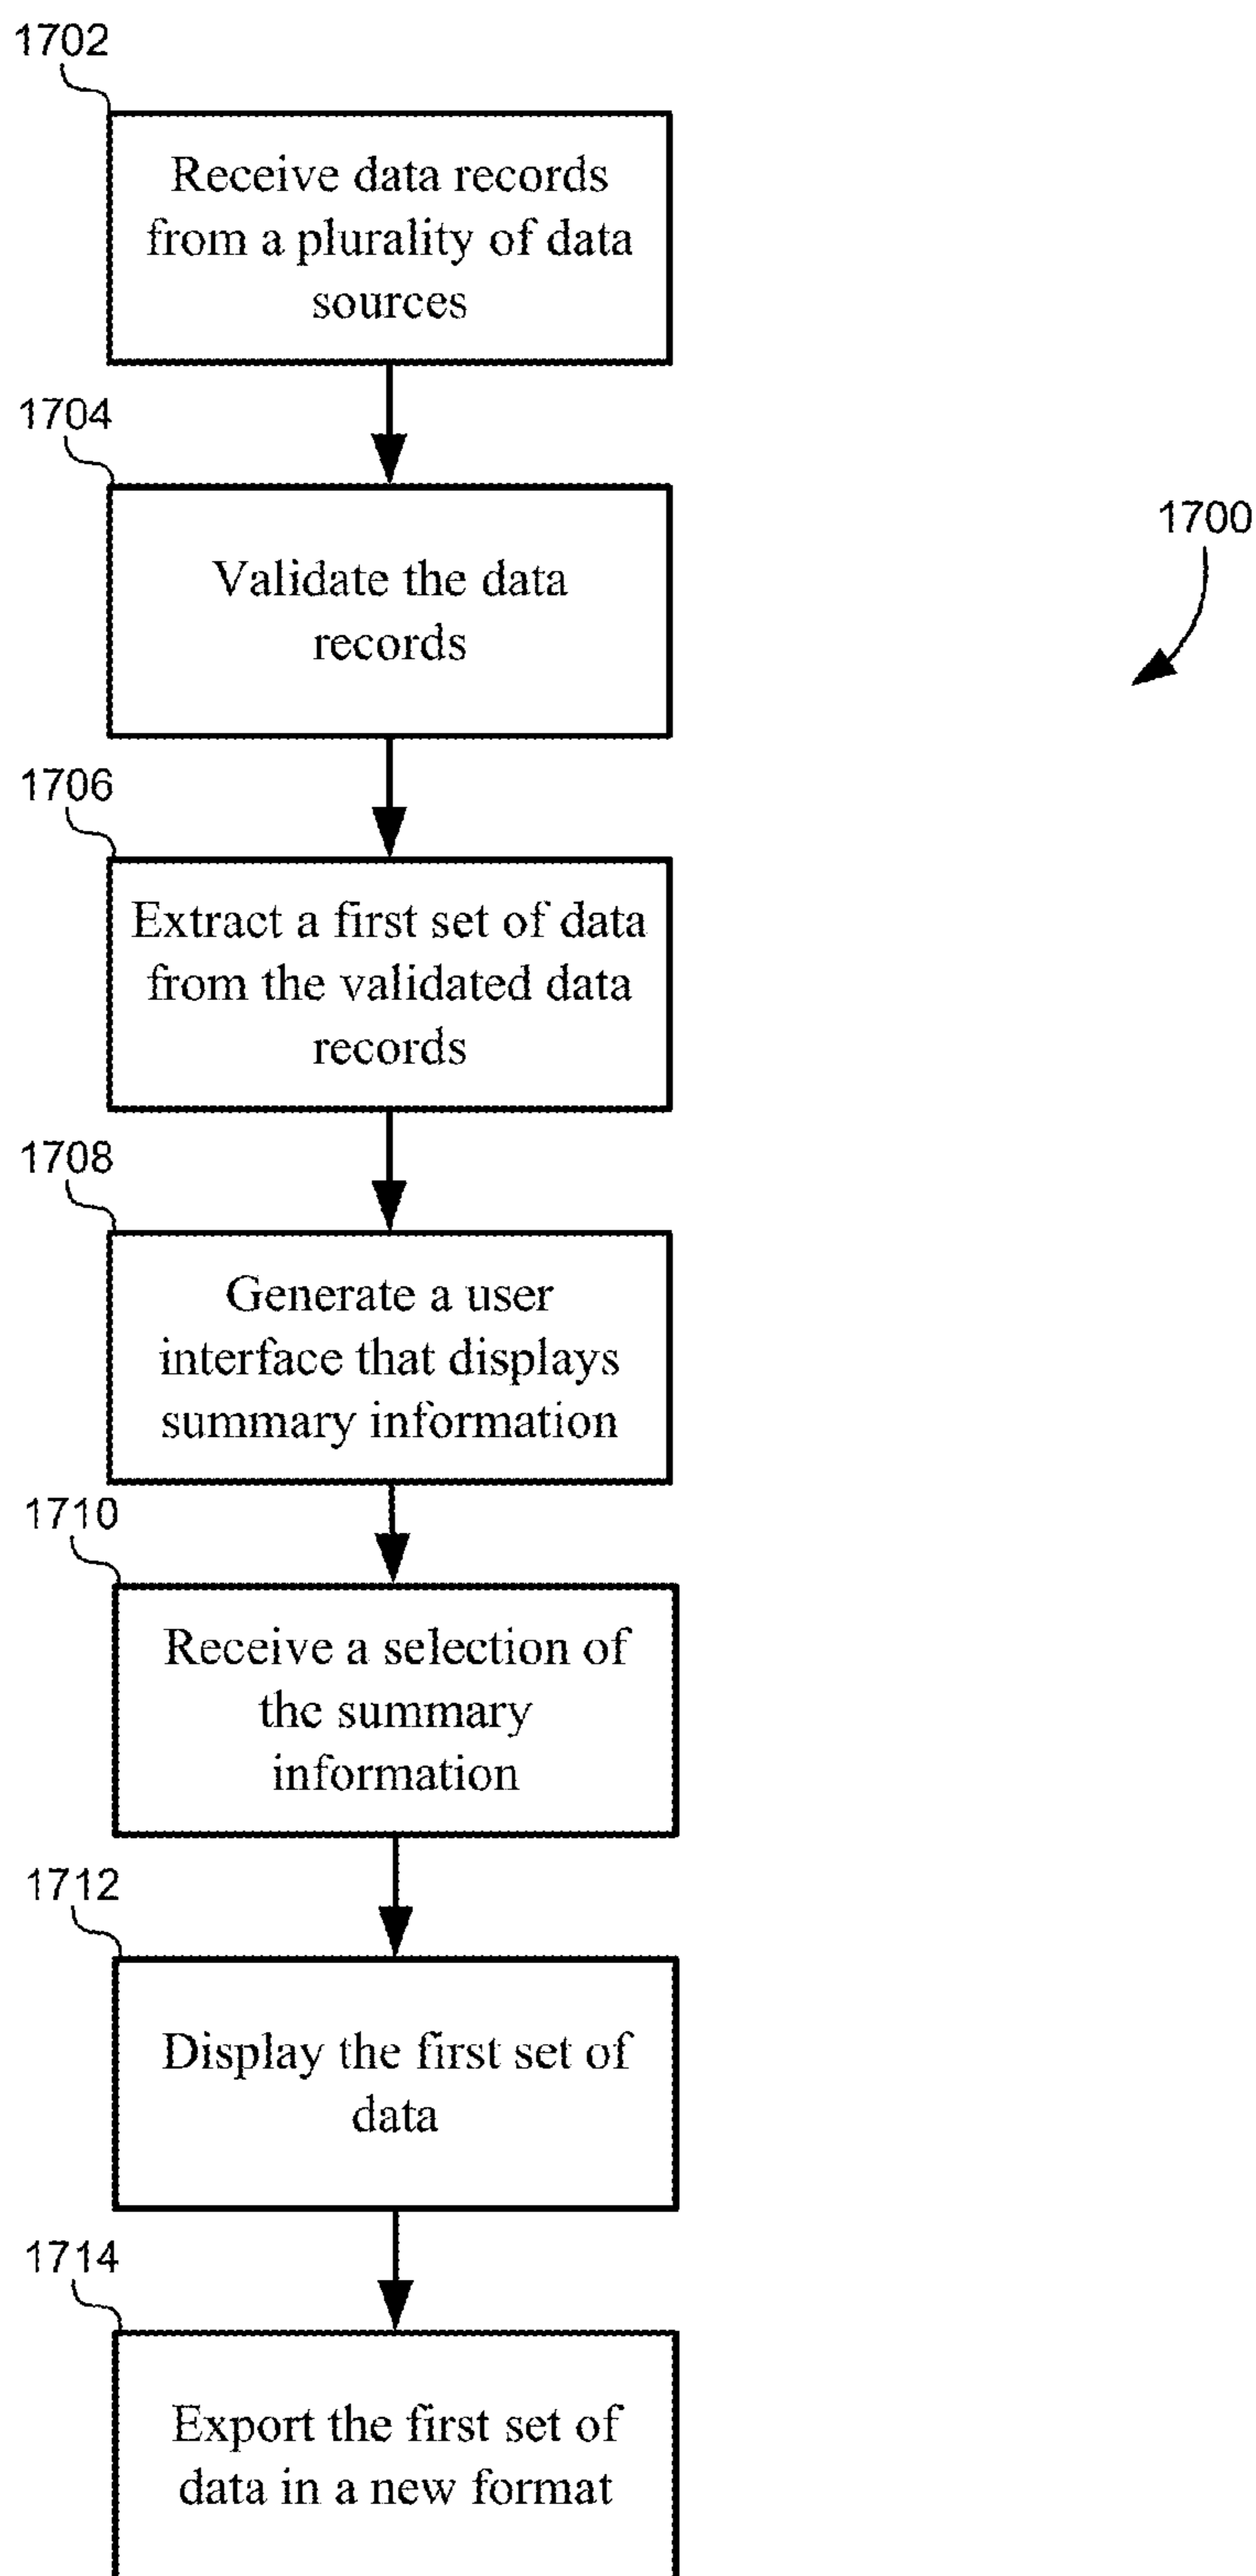 1702
Receive data records
from a plurality of data
sources
1704
Validate the data
records
1700
1706
Extract a first set of data
from the validated data
records
1708
Generate a user
interface that displays
summary information
1710
Receive a selection of
the summary
information
1712
Display the first set of
data
1714
Export the first set of
data in a new format